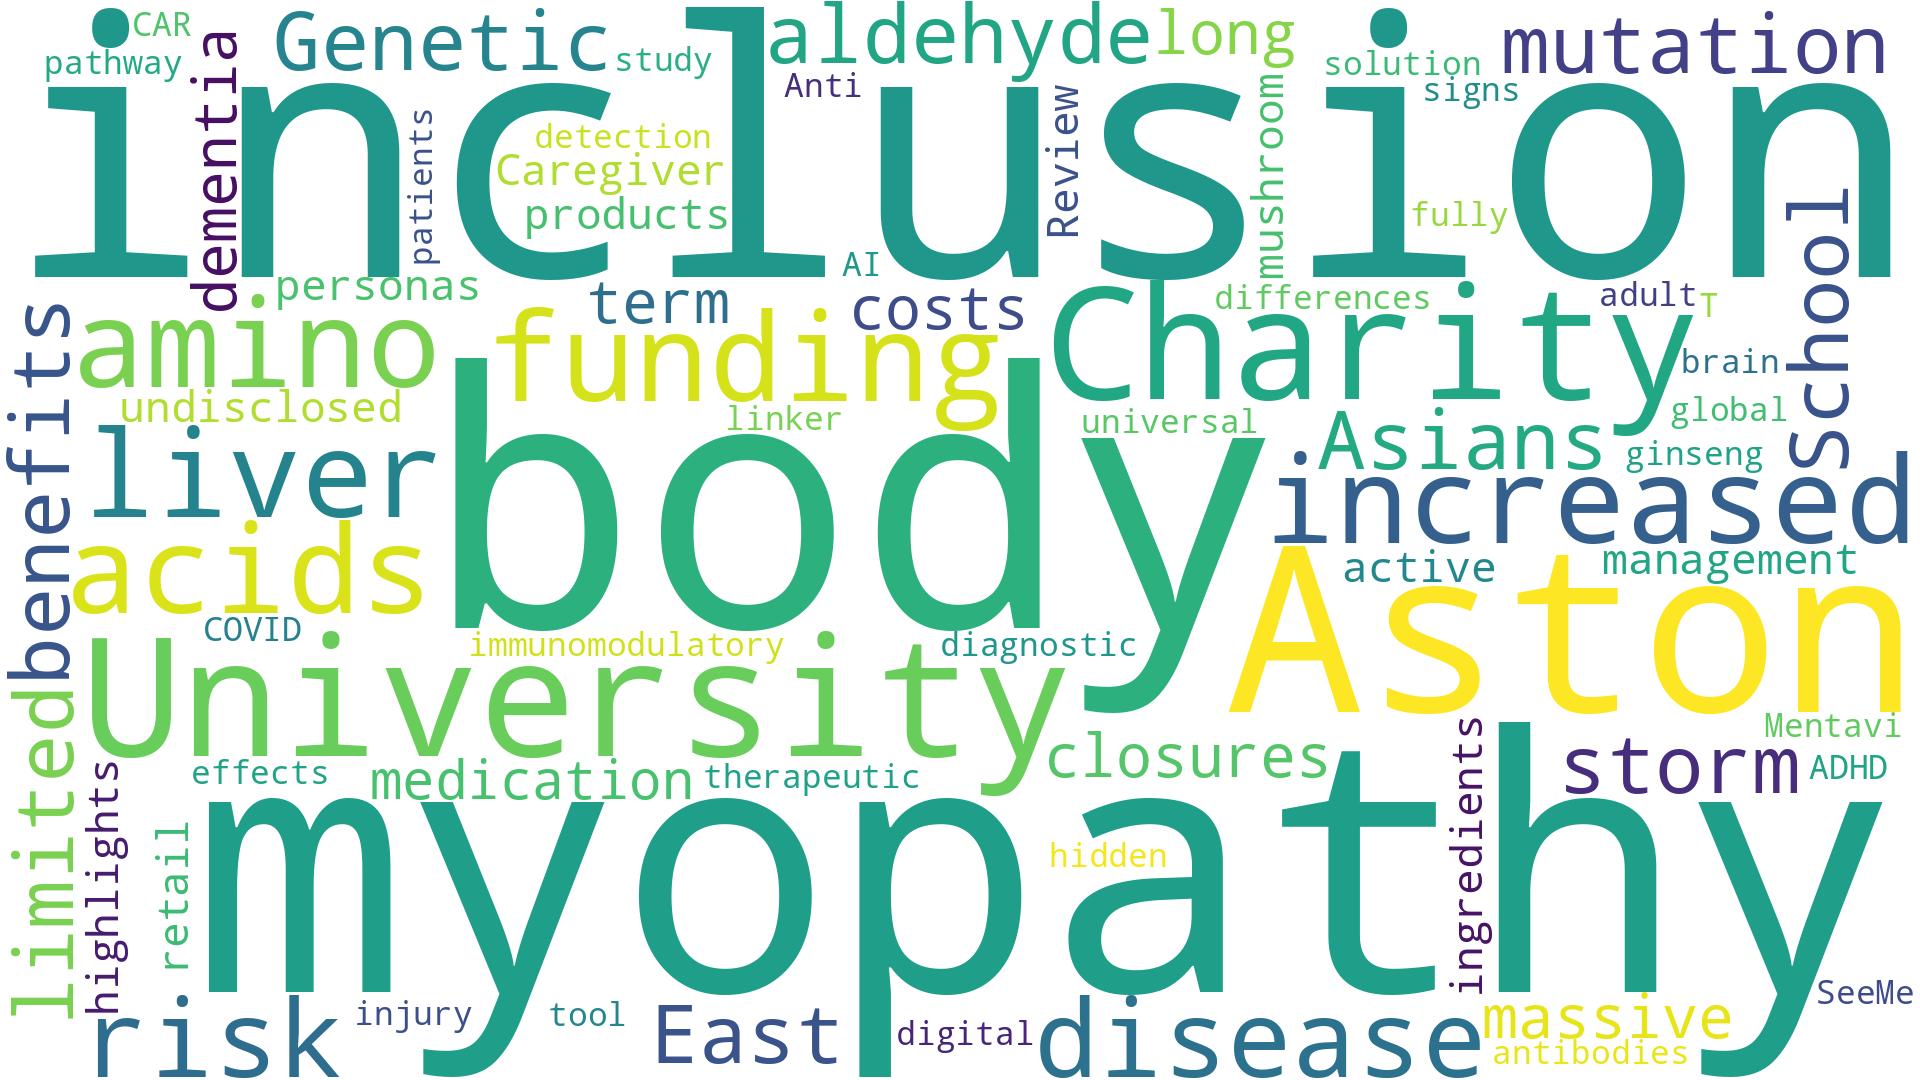 CAR
pathway
dementia
Genetic
study
aldehyde
long
Anti
solution
signs
mutation
inclusion
patients
detection
Caregiver
products
Review
mushroom
fully
AI
school
personas
term
costs
differences
adult
T
benefits
amino
funding
Charity
brain
undisclosed
linker
universal
global
liver
body
Asians
ginseng
increased
acids
active
management
COVID
immunomodulatory
diagnostic
Aston
University
limited
closures
Mentavi
effects
medication
therapeutic
storm
ADHD
highlights
retail
myopathy
hidden
ingredients
SeeMe
risk
injury
tool
East
digital
disease
massive
antibodies